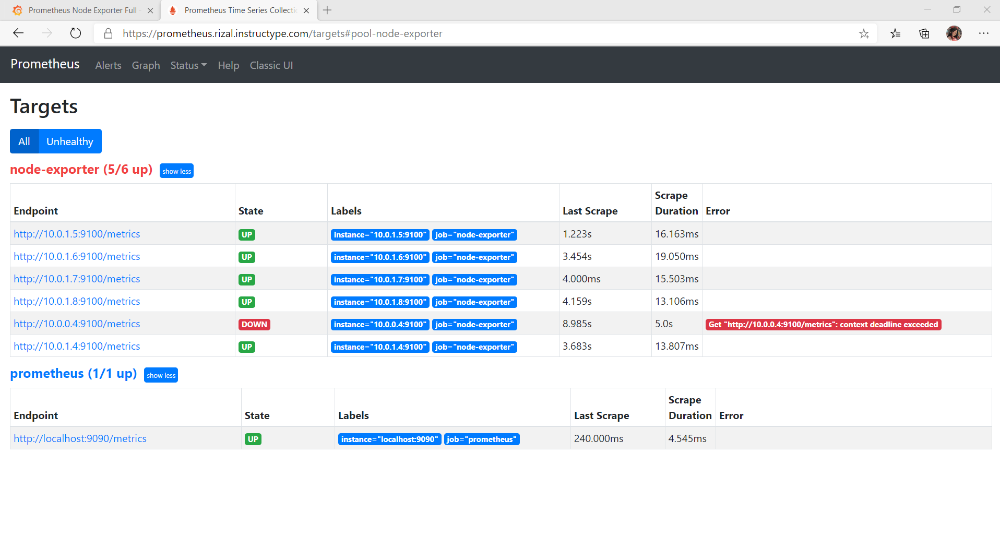 Prometheus Node Exporter Full -
Prometheus Time Series Collectic
https://prometheus.rizal.instructype.com/targets#pool-node-exporter
Prometheus Alerts Graph Status Help Classic UI
Targets
All Unhealthy
node-exporter (5/6 up) show less
Endpoint State Labels Last Scrape Scrape Duration Error
http://10.0.1.5:9100/metrics UP instance="10.0.1.5:9100" job="node-exporter" 1.223s 16.163ms
http://10.0.1.6:9100/metrics UP instance="10.0.1.6:9100" job="node-exporter" 3.454s 19.050ms
http://10.0.1.7:9100/metrics UP instance="10.0.1.7:9100" job="node-exporter" 4.000ms 15.503ms
http://10.0.1.8:9100/metrics UP instance="10.0.1.8:9100" job="node-exporter" 4.159s 13.106ms
http://10.0.0.4:9100/metrics DOWN instance="10.0.0.4:9100" job="node-exporter" 8.985s 5.0s Get "http://10.0.0.4:9100/metrics": context deadline exceeded
http://10.0.1.4:9100/metrics UP instance="10.0.1.4:9100" job="node-exporter" 3.683s 13.807ms
prometheus (1/1 up) show less
Endpoint State Labels Last Scrape Scrape Duration Error
http://localhost:9090/metrics UP instance="localhost:9090" job="prometheus" 240.000ms 4.545ms